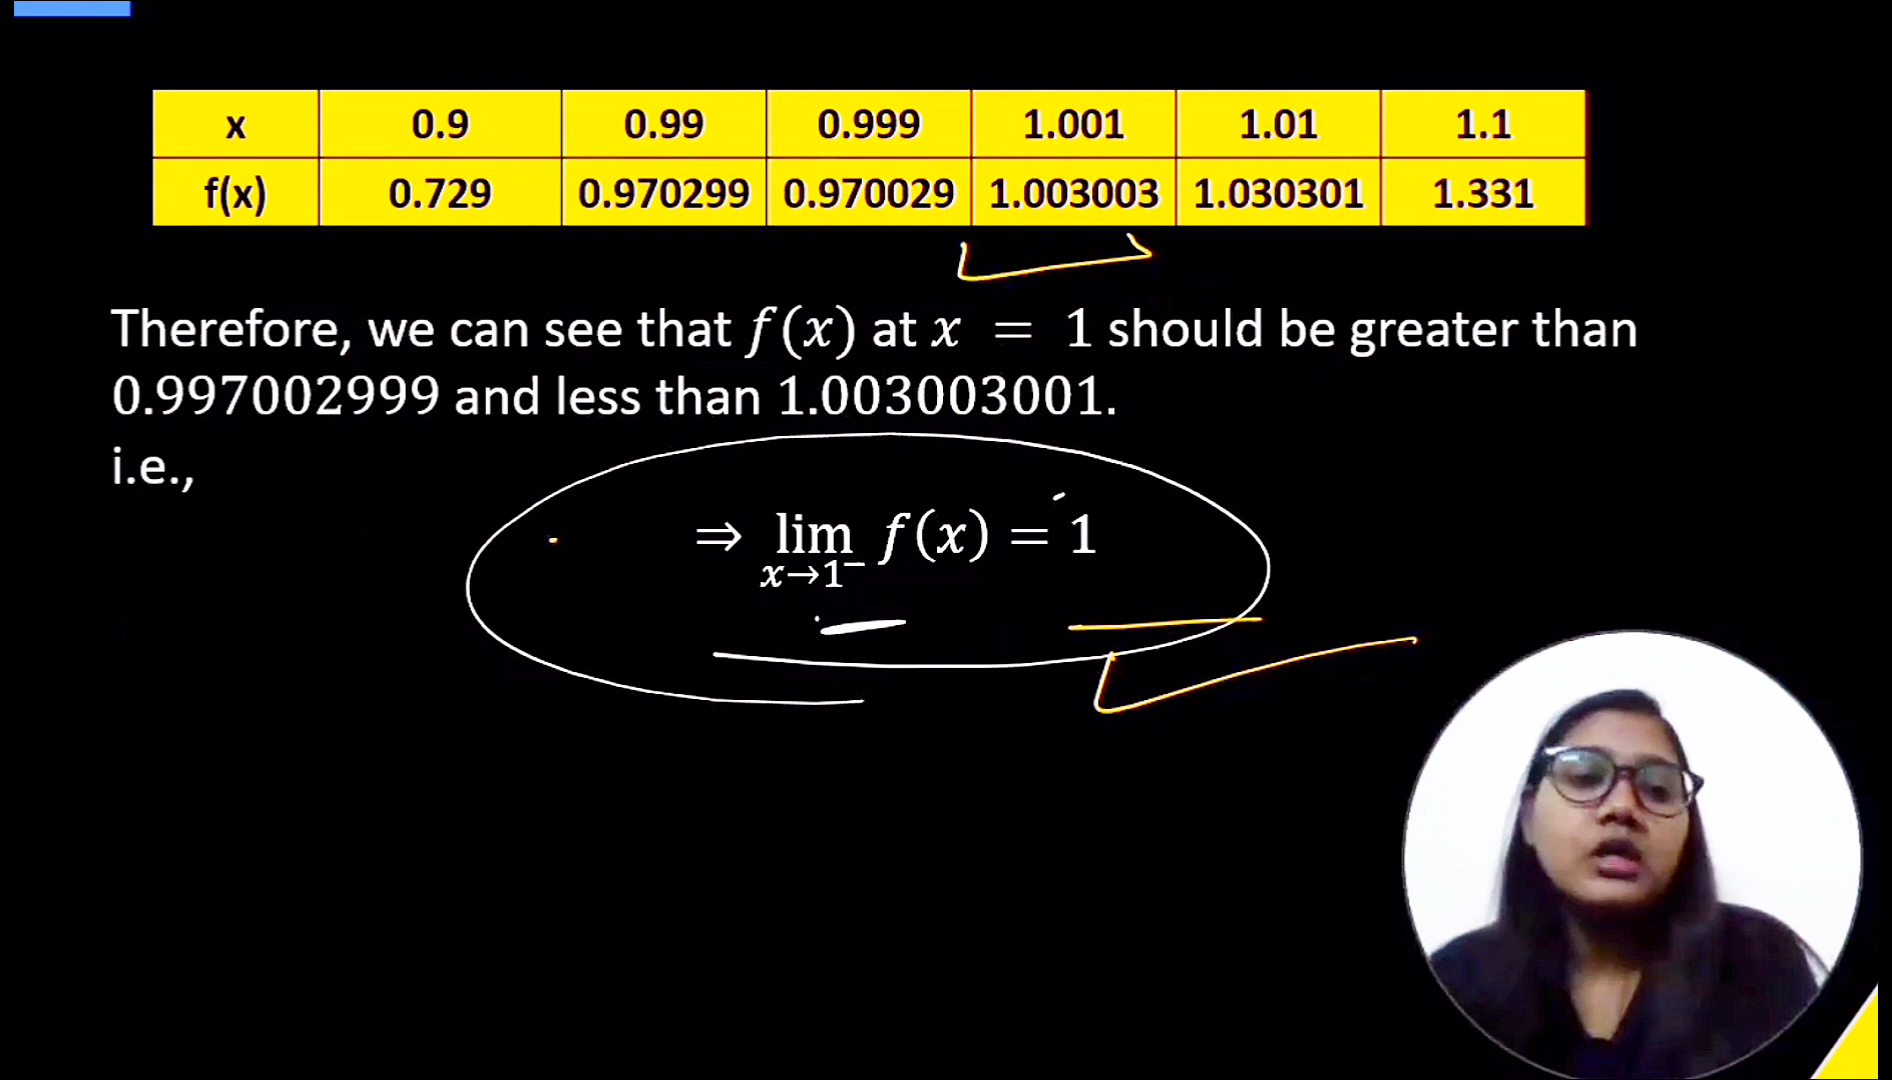 x 0.9 0.99 0.999 1.001 1.01 1.1
f(x) 0.729 0.970299 0.970029 1.003003 1.030301 1.331
Therefore, we can see that f(x) at x = 1 should be greater than
0.997002999 and less than 1.003003001.
i.e.,
⇒ lim f(x) = 1
x→1⁻